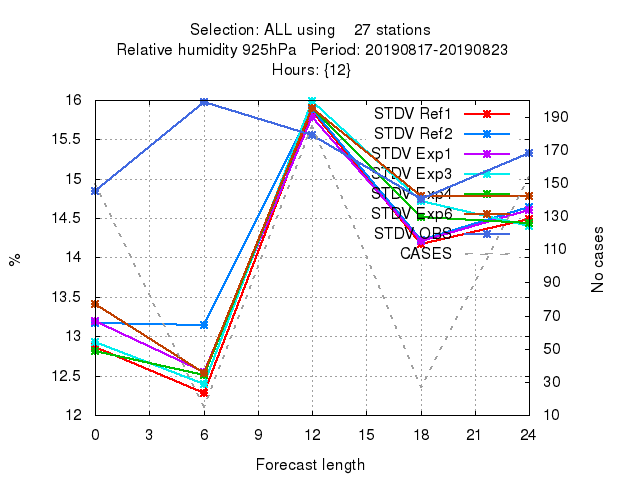 Selection: ALL using 27 stations
Relative humidity 925hPa Period: 20190817-20190823
Hours: {12}
16
15.5
15
14.5
14
13.5
13
12.5
12
%
STDV Ref1
STDV Ref2
STDV Exp1
STDV Exp3
STDV Exp4
STDV Exp6
STDV OBS
CASES
190
170
150
130
110
90
70
50
30
10
No cases
0 3 6 9 12 15 18 21 24
Forecast length